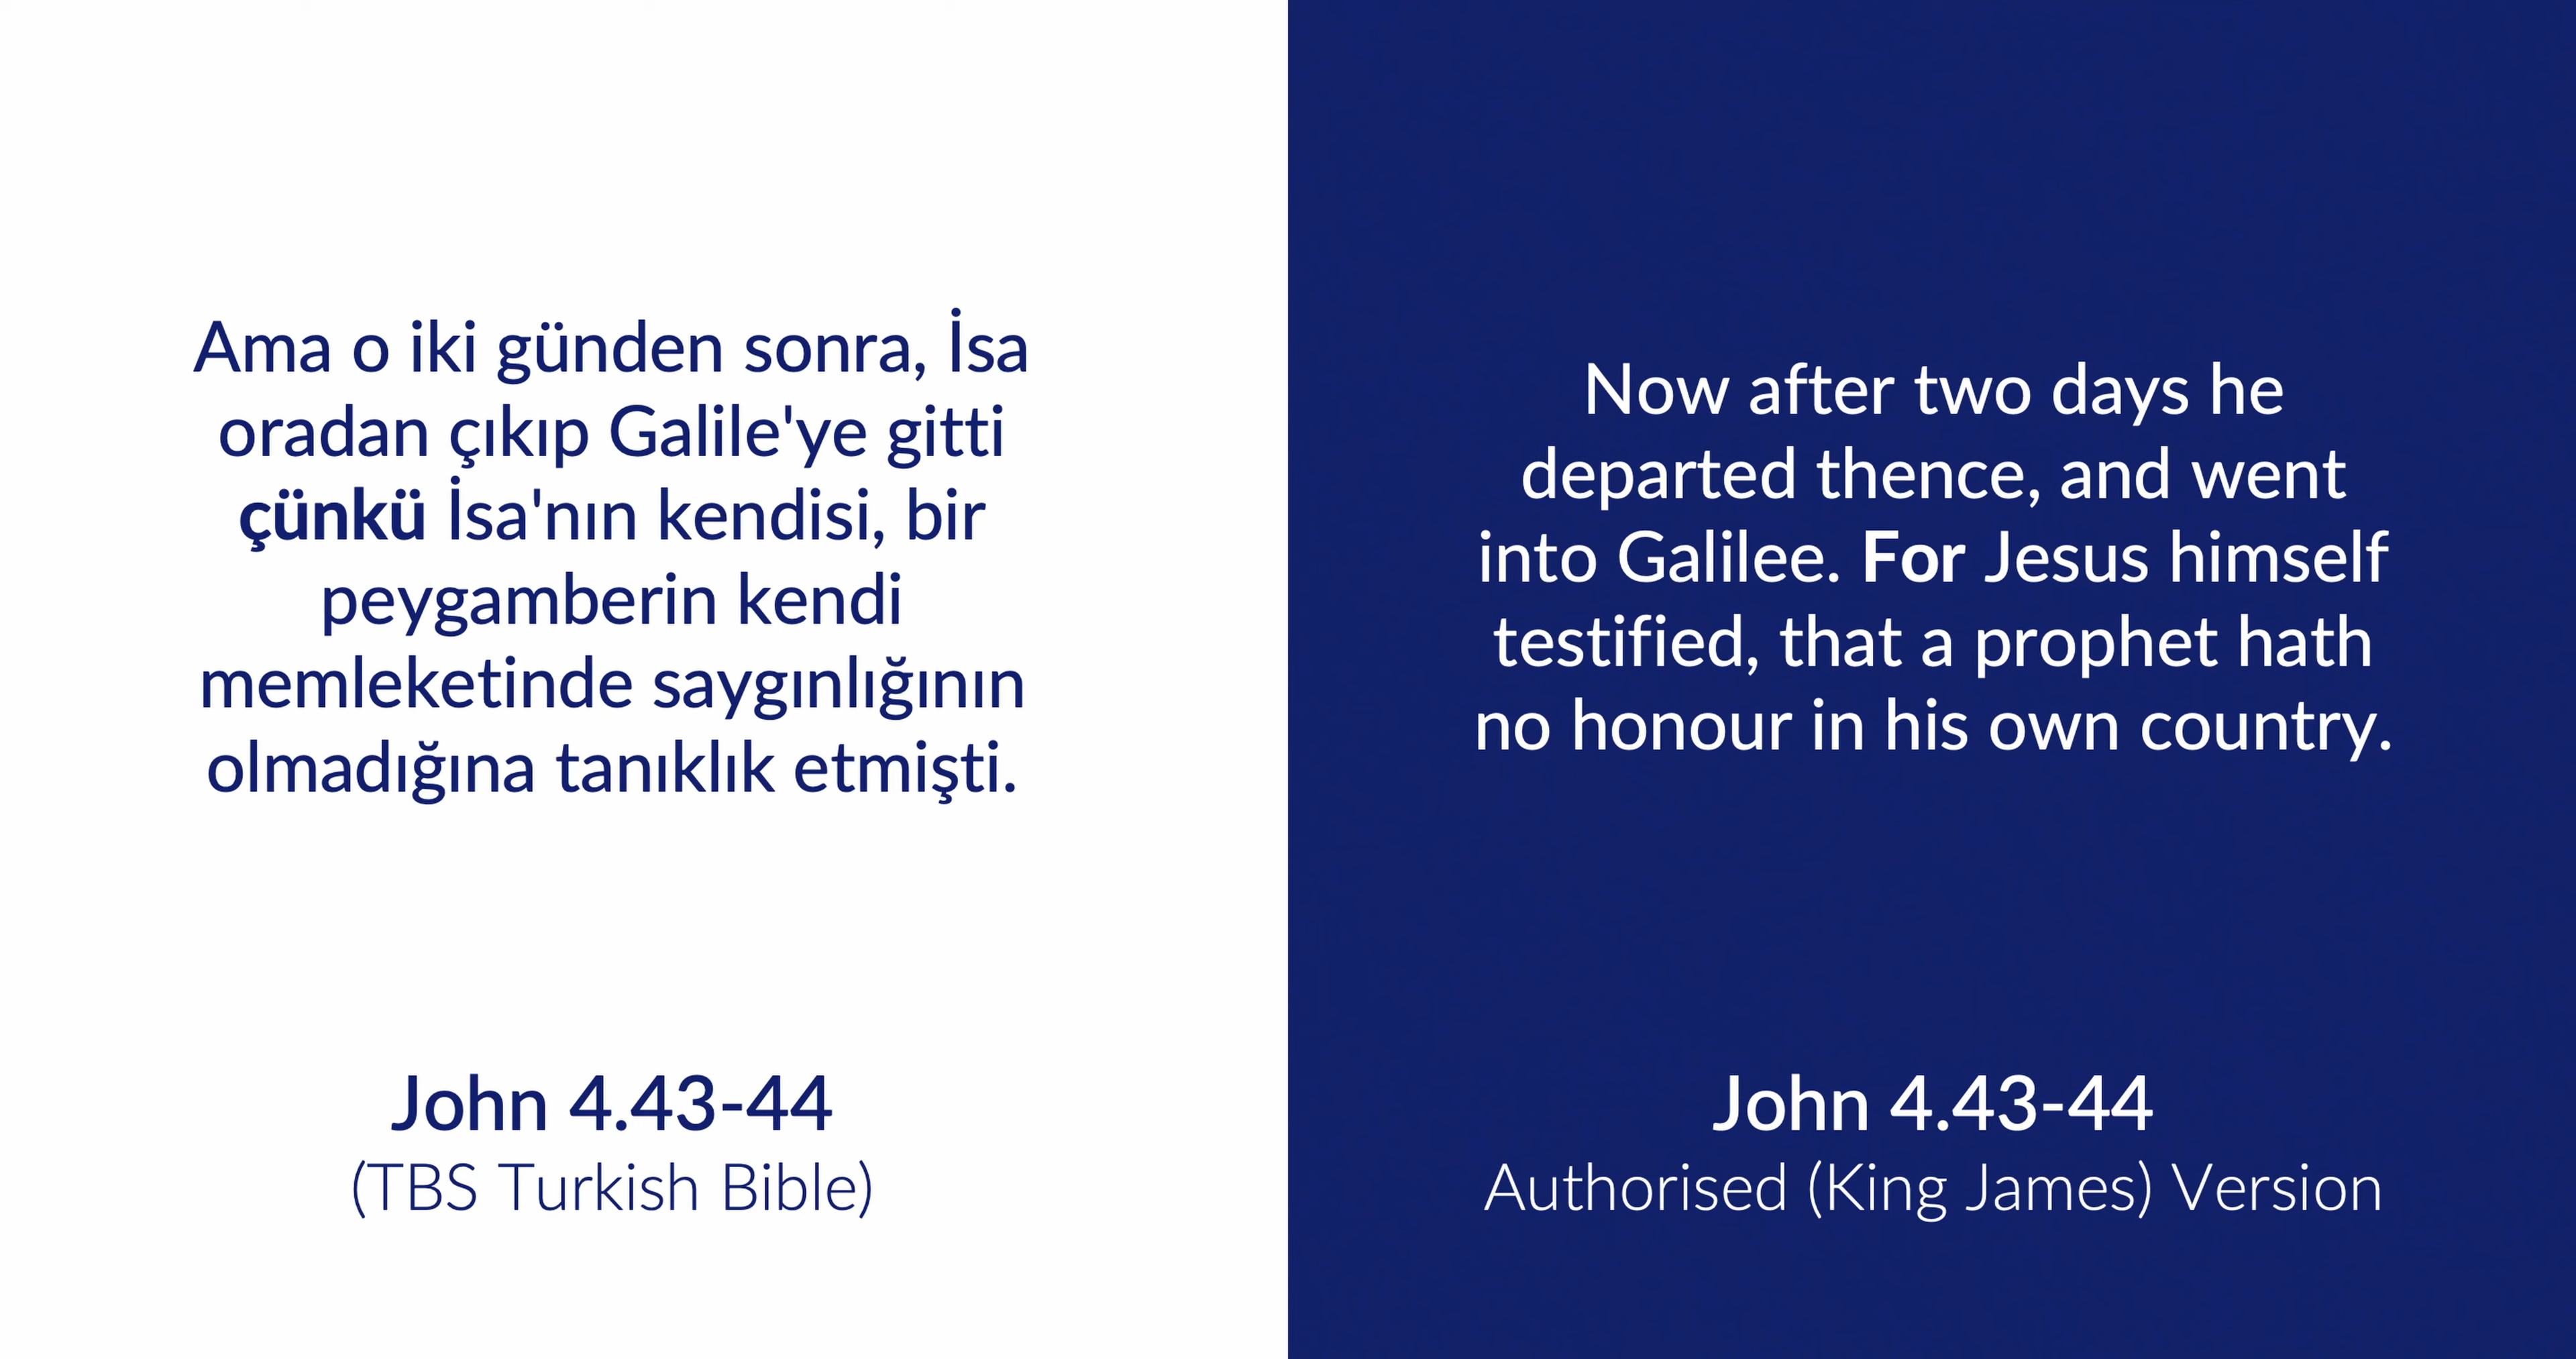 Ama o iki günden sonra, İsa
oradan çıkıp Galile'ye gitti
çünkü İsa'nın kendisi, bir
peygamberin kendi
memleketinde saygınlığının
olmadığına tanıklık etmişti.
John 4.43-44
(TBS Turkish Bible)
Now after two days he
departed thence, and went
into Galilee. For Jesus himself
testified, that a prophet hath
no honour in his own country.
John 4.43-44
Authorised (King James) Version